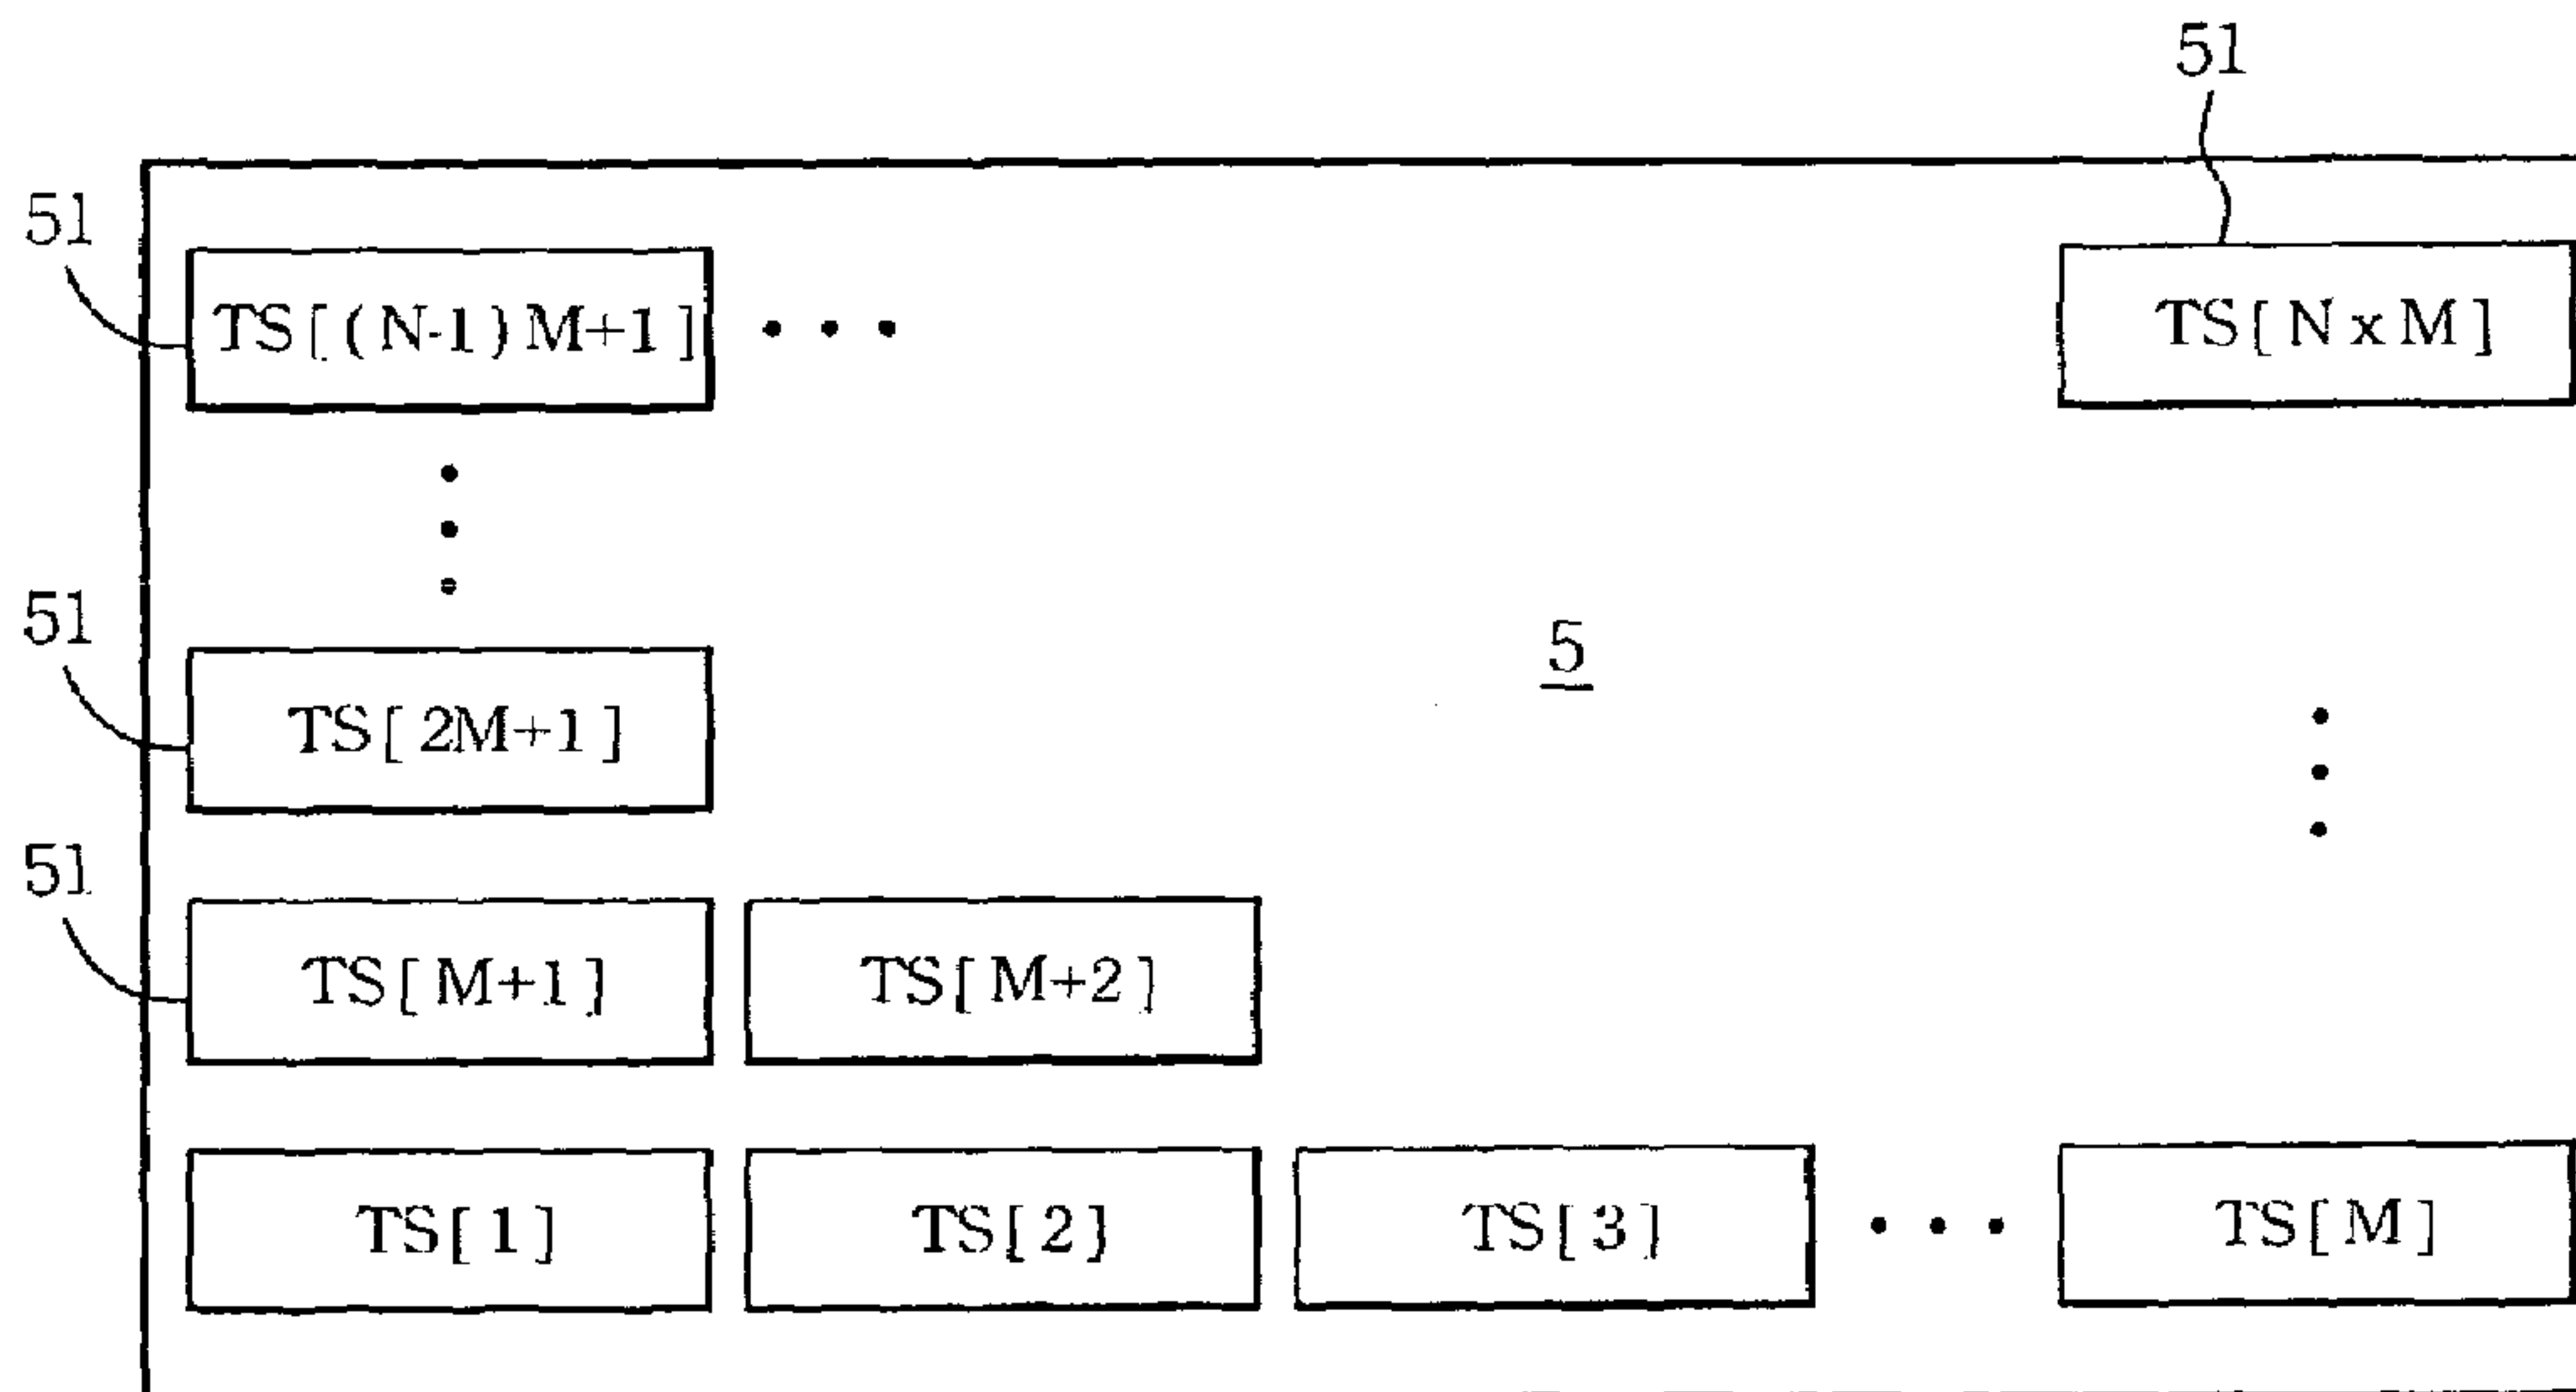 51
51
TS[(N-1)M+1] • • •
TS[NxM]
51
5
TS[2M+1]
51
TS[M+1]
TS[M+2]
TS[1]
TS[2]
TS[3] • • •
TS[M]